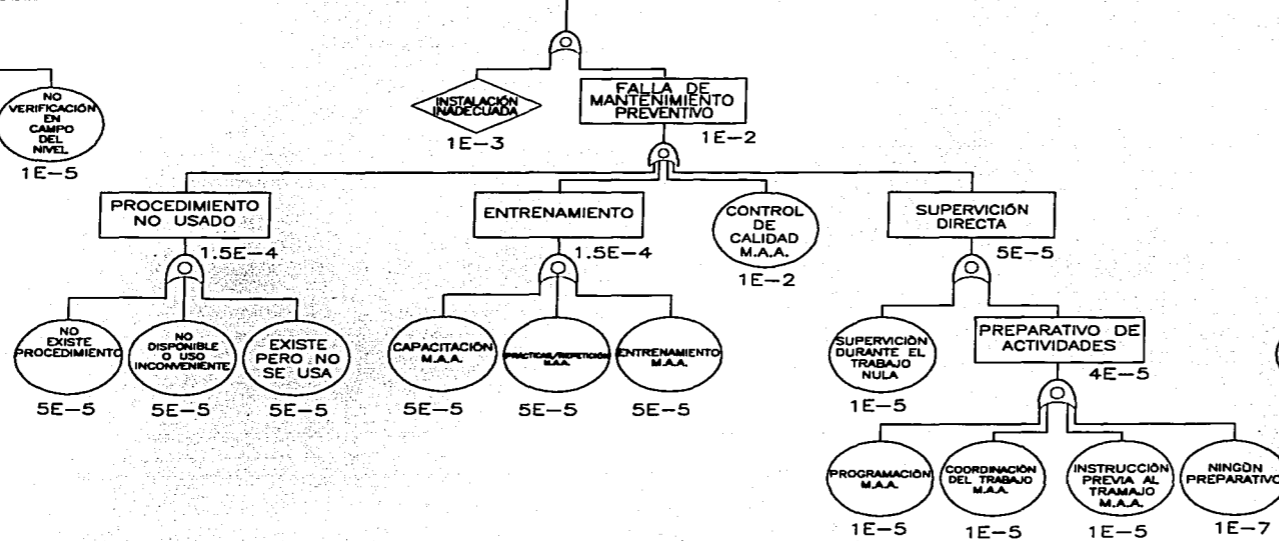 NO
VERIFICACIÓN
EN
CAMPO
DEL
NIVEL
1E-5
INSTALACIÓN
INADECUADA
1E-3
FALLA DE
MANTENIMIENTO
PREVENTIVO
1E-2
PROCEDIMIENTO
NO USADO
1.5E-4
ENTRENAMIENTO
1.5E-4
CONTROL
DE
CALIDAD
M.A.A.
1E-2
SUPERVICIÓN
DIRECTA
5E-5
NO
EXISTE
PROCEDIMIENTO
5E-5
NO
DISPONIBLE
O USO
INCONVENIENTE
5E-5
EXISTE
PERO NO
SE USA
5E-5
CAPACITACIÓN
M.A.A.
5E-5
PRÁCTICAS/REPETICIÓN
M.A.A.
5E-5
ENTRENAMIENTO
M.A.A.
5E-5
SUPERVICIÓN
DURANTE EL
TRABAJO
NULA
1E-5
PREPARATIVO DE
ACTIVIDADES
4E-5
PROGRAMACIÓN
M.A.A.
1E-5
COORDINACIÓN
DEL TRABAJO
M.A.A.
1E-5
INSTRUCCIÓN
PREVIA AL
TRAMAJO
M.A.A.
1E-5
NINGÚN
PREPARATIVO
1E-7